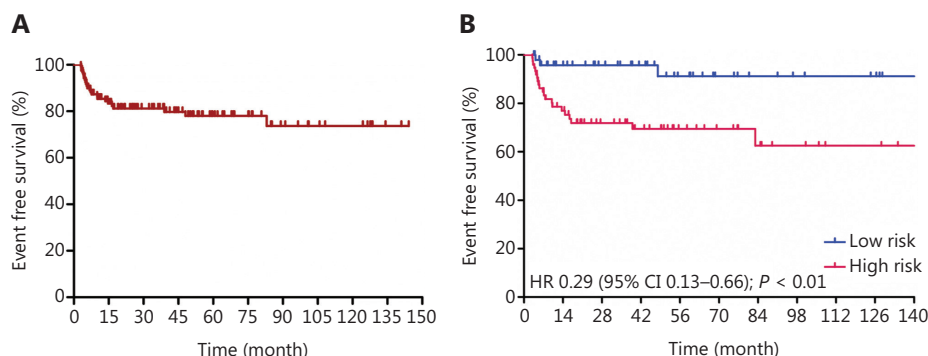 A
Event free survival (%)
100
80
60
40
20
0
0 15 30 45 60 75 90 105 120 135 150
Time (month)
B
Event free survival (%)
100
80
60
40
20
0
Low risk
High risk
HR 0.29 (95% CI 0.13–0.66); P < 0.01
0 14 28 42 56 70 84 98 112 126 140
Time (month)